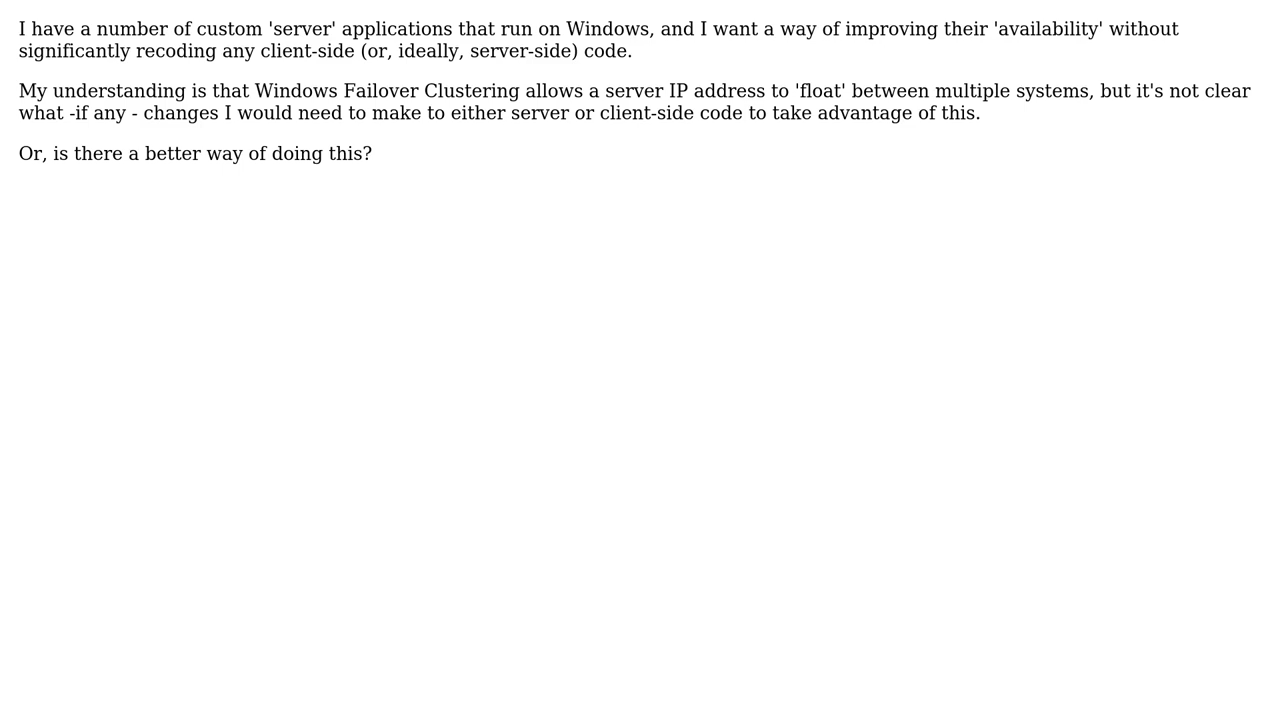 I have a number of custom 'server' applications that run on Windows, and I want a way of improving their 'availability' without
significantly recoding any client-side (or, ideally, server-side) code.
My understanding is that Windows Failover Clustering allows a server IP address to 'float' between multiple systems, but it's not clear
what -if any - changes I would need to make to either server or client-side code to take advantage of this.
Or, is there a better way of doing this?